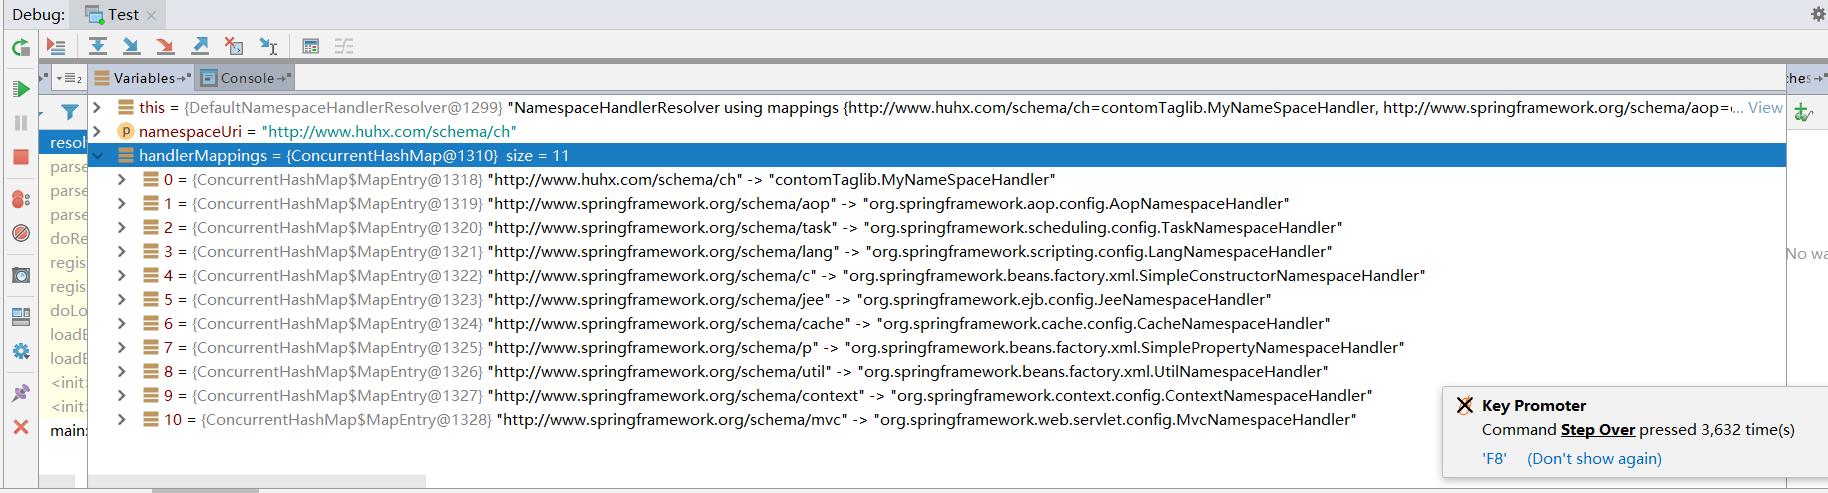 Debug: Test
Variables
Console
ches
this = {DefaultNamespaceHandlerResolver@1299} "NamespaceHandlerResolver using mappings {http://www.huhx.com/schema/ch=contomTaglib.MyNameSpaceHandler, http://www.springframework.org/schema/aop=... View
namespaceUri = "http://www.huhx.com/schema/ch"
handlerMappings = {ConcurrentHashMap@1310} size = 11
0 = {ConcurrentHashMap$MapEntry@1318} "http://www.huhx.com/schema/ch" -> "contomTaglib.MyNameSpaceHandler"
1 = {ConcurrentHashMap$MapEntry@1319} "http://www.springframework.org/schema/aop" -> "org.springframework.aop.config.AopNamespaceHandler"
2 = {ConcurrentHashMap$MapEntry@1320} "http://www.springframework.org/schema/task" -> "org.springframework.scheduling.config.TaskNamespaceHandler"
3 = {ConcurrentHashMap$MapEntry@1321} "http://www.springframework.org/schema/lang" -> "org.springframework.scripting.config.LangNamespaceHandler"
4 = {ConcurrentHashMap$MapEntry@1322} "http://www.springframework.org/schema/c" -> "org.springframework.beans.factory.xml.SimpleConstructorNamespaceHandler"
5 = {ConcurrentHashMap$MapEntry@1323} "http://www.springframework.org/schema/jee" -> "org.springframework.ejb.config.JeeNamespaceHandler"
6 = {ConcurrentHashMap$MapEntry@1324} "http://www.springframework.org/schema/cache" -> "org.springframework.cache.config.CacheNamespaceHandler"
7 = {ConcurrentHashMap$MapEntry@1325} "http://www.springframework.org/schema/p" -> "org.springframework.beans.factory.xml.SimplePropertyNamespaceHandler"
8 = {ConcurrentHashMap$MapEntry@1326} "http://www.springframework.org/schema/util" -> "org.springframework.beans.factory.xml.UtilNamespaceHandler"
9 = {ConcurrentHashMap$MapEntry@1327} "http://www.springframework.org/schema/context" -> "org.springframework.context.config.ContextNamespaceHandler"
10 = {ConcurrentHashMap$MapEntry@1328} "http://www.springframework.org/schema/mvc" -> "org.springframework.web.servlet.config.MvcNamespaceHandler"
resol
parse
parse
parse
doRe
regis
regis
doLo
loadB
loadB
<init
<init
main:
No wa
Key Promoter
Command Step Over pressed 3,632 time(s)
'F8' (Don't show again)